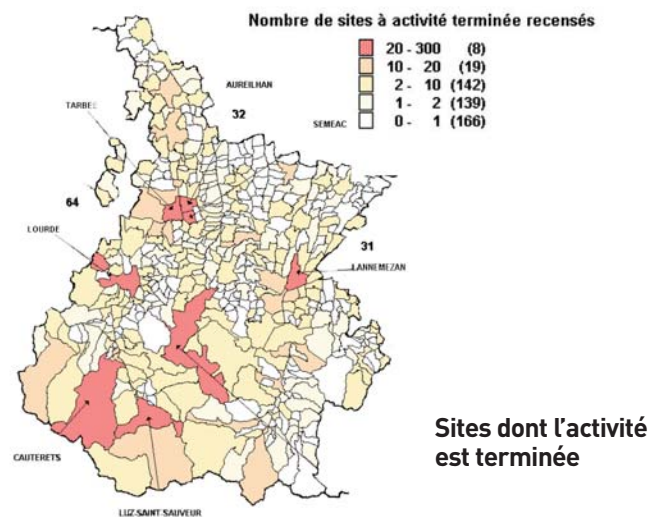 Nombre de sites à activité terminée recensés
20 - 300 (8)
10 - 20 (19)
2 - 10 (142)
1 - 2 (139)
0 - 1 (166)
AUREILHAN
TARBEE
32
SEMEAC
64
LOURDE
31
LANNEMEZAN
CAUTERETS
LUZ-SAINT-SAUVEUR
Sites dont l’activité
est terminée